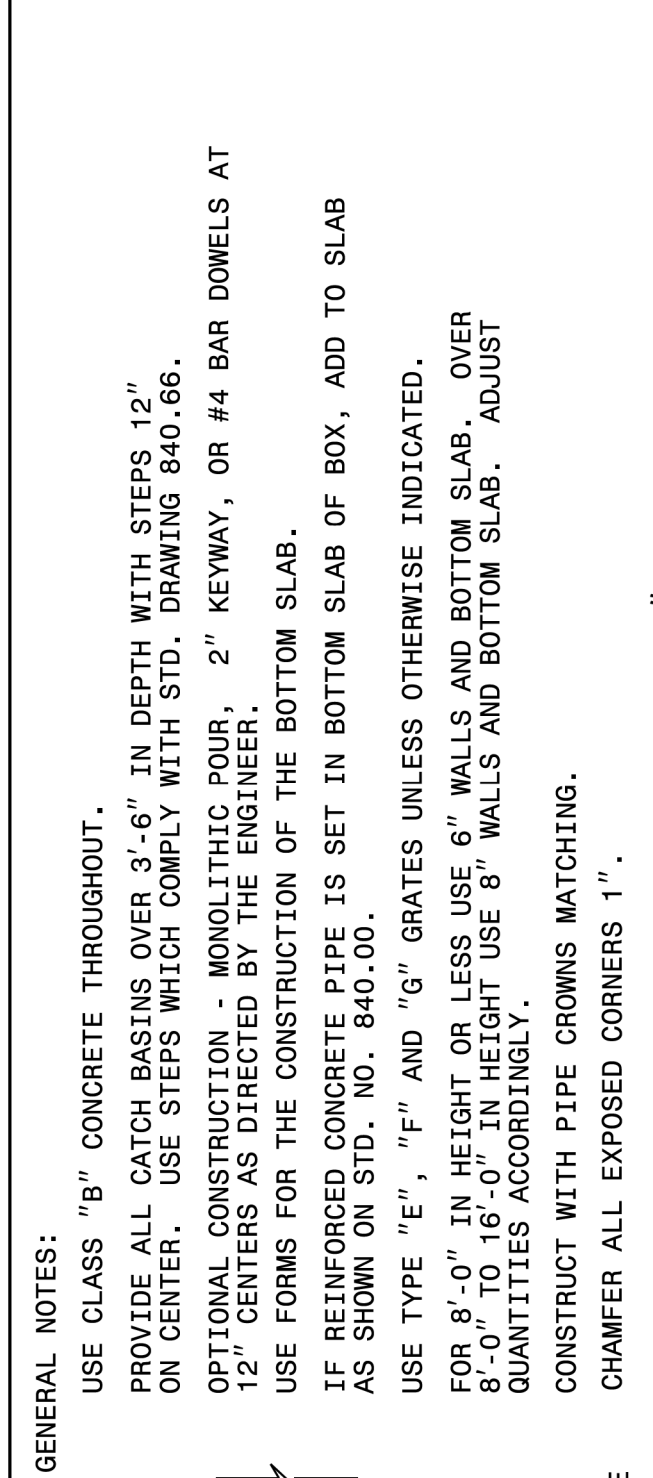 GENERAL NOTES:
USE CLASS "B" CONCRETE THROUGHOUT.
PROVIDE ALL CATCH BASINS OVER 3'-6" IN DEPTH WITH STEPS 12"
ON CENTER. USE STEPS WHICH COMPLY WITH STD. DRAWING 840.66.
OPTIONAL CONSTRUCTION - MONOLITHIC POUR, 2" KEYWAY, OR #4 BAR DOWELS AT
12" CENTERS AS DIRECTED BY THE ENGINEER.
USE FORMS FOR THE CONSTRUCTION OF THE BOTTOM SLAB.
IF REINFORCED CONCRETE PIPE IS SET IN BOTTOM SLAB OF BOX, ADD TO SLAB
AS SHOWN ON STD. NO. 840.00.
USE TYPE "E", "F" AND "G" GRATES UNLESS OTHERWISE INDICATED.
FOR 8'-0" IN HEIGHT OR LESS USE 6" WALLS AND BOTTOM SLAB. OVER
8'-0" TO 16'-0" IN HEIGHT USE 8" WALLS AND BOTTOM SLAB. ADJUST
QUANTITIES ACCORDINGLY.
CONSTRUCT WITH PIPE CROWNS MATCHING.
CHAMFER ALL EXPOSED CORNERS 1".